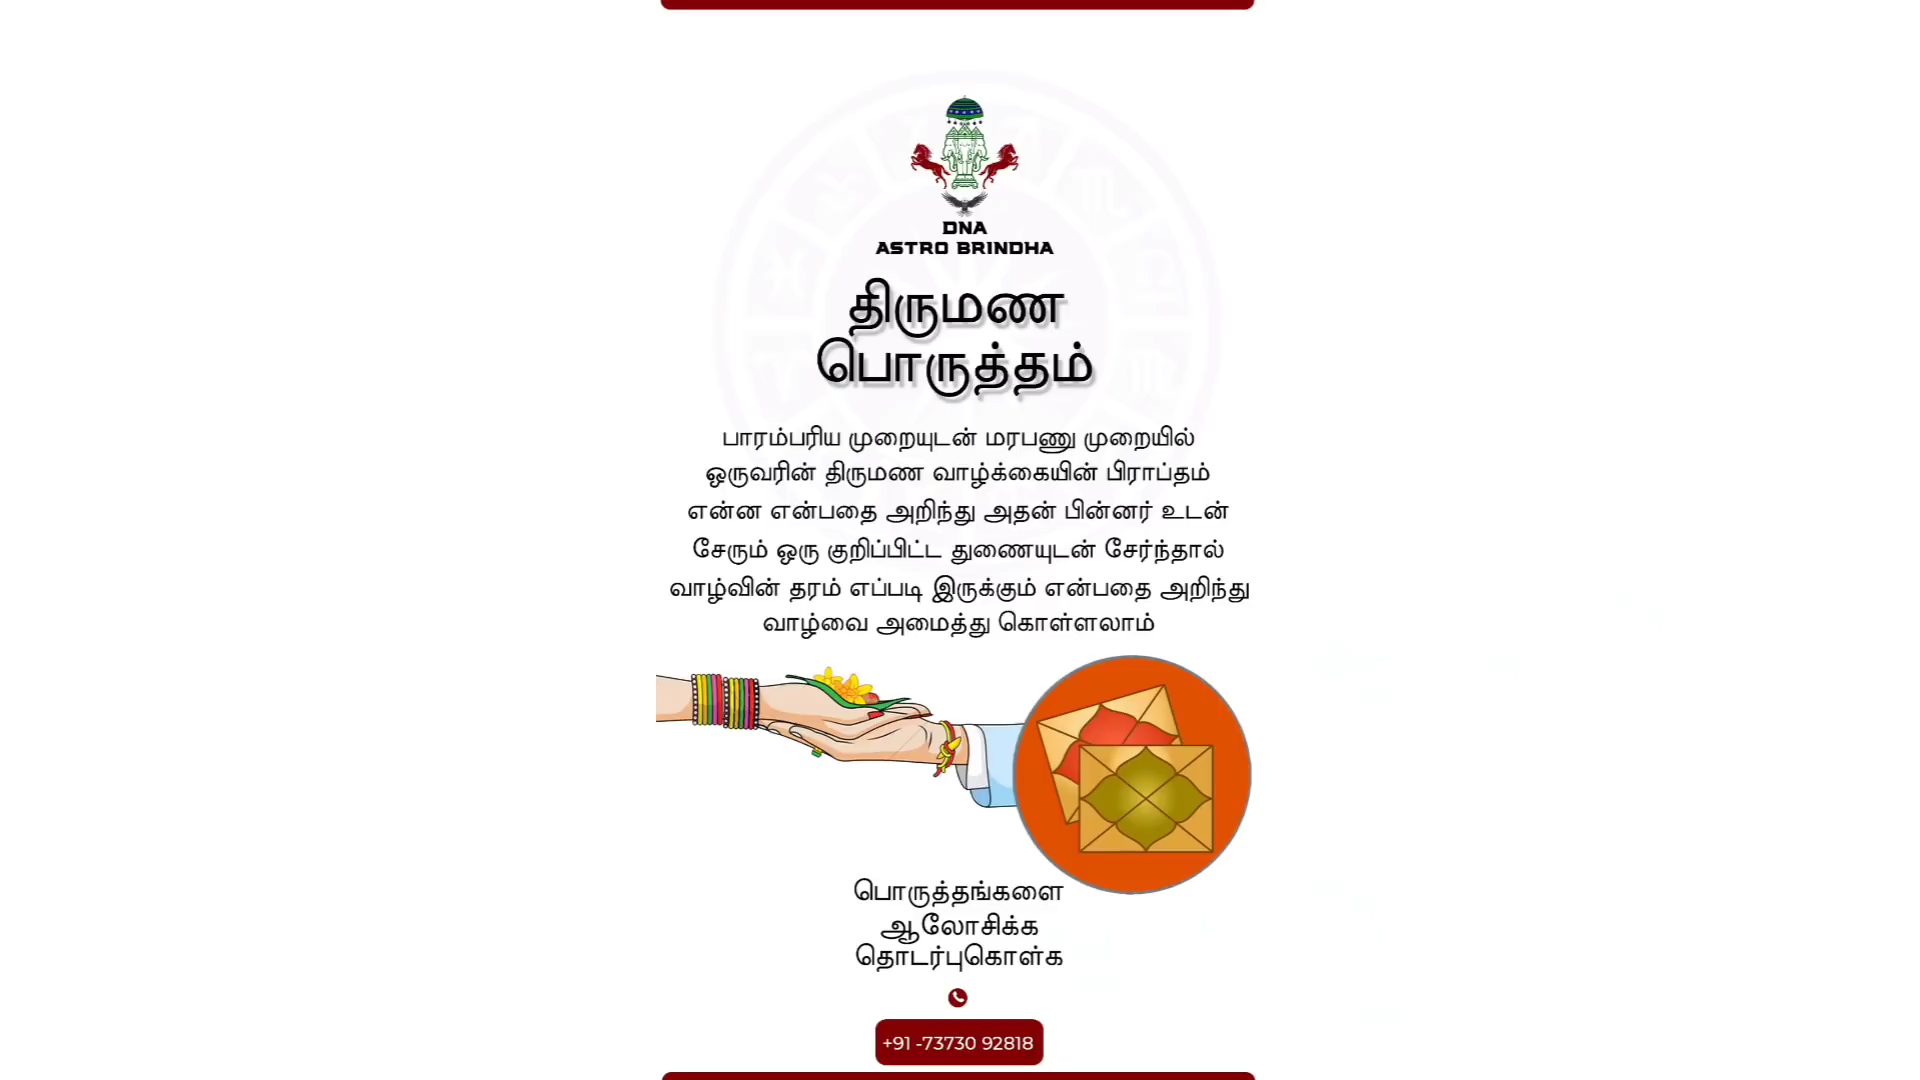 DNA
ASTRO BRINDHA
திருமண
பொருத்தம்
பாரம்பரிய முறையுடன் மரபணு முறையில்
ஒருவரின் திருமண வாழ்க்கையின் பிராப்தம்
என்ன என்பதை அறிந்து அதன் பின்னர் உடன்
சேரும் ஒரு குறிப்பிட்ட துணையுடன் சேர்ந்தால்
வாழ்வின் தரம் எப்படி இருக்கும் என்பதை அறிந்து
வாழ்வை அமைத்து கொள்ளலாம்
பொருத்தங்களை
ஆலோசிக்க
தொடர்புகொள்க
+91 -73730 92818